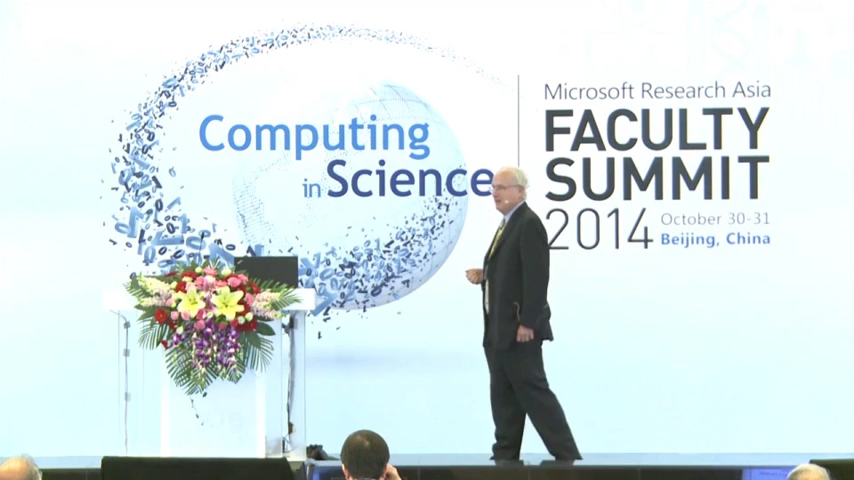 Computing
in Science
Microsoft Research Asia
FACULTY
SUMMIT
2014 October 30-31
Beijing, China